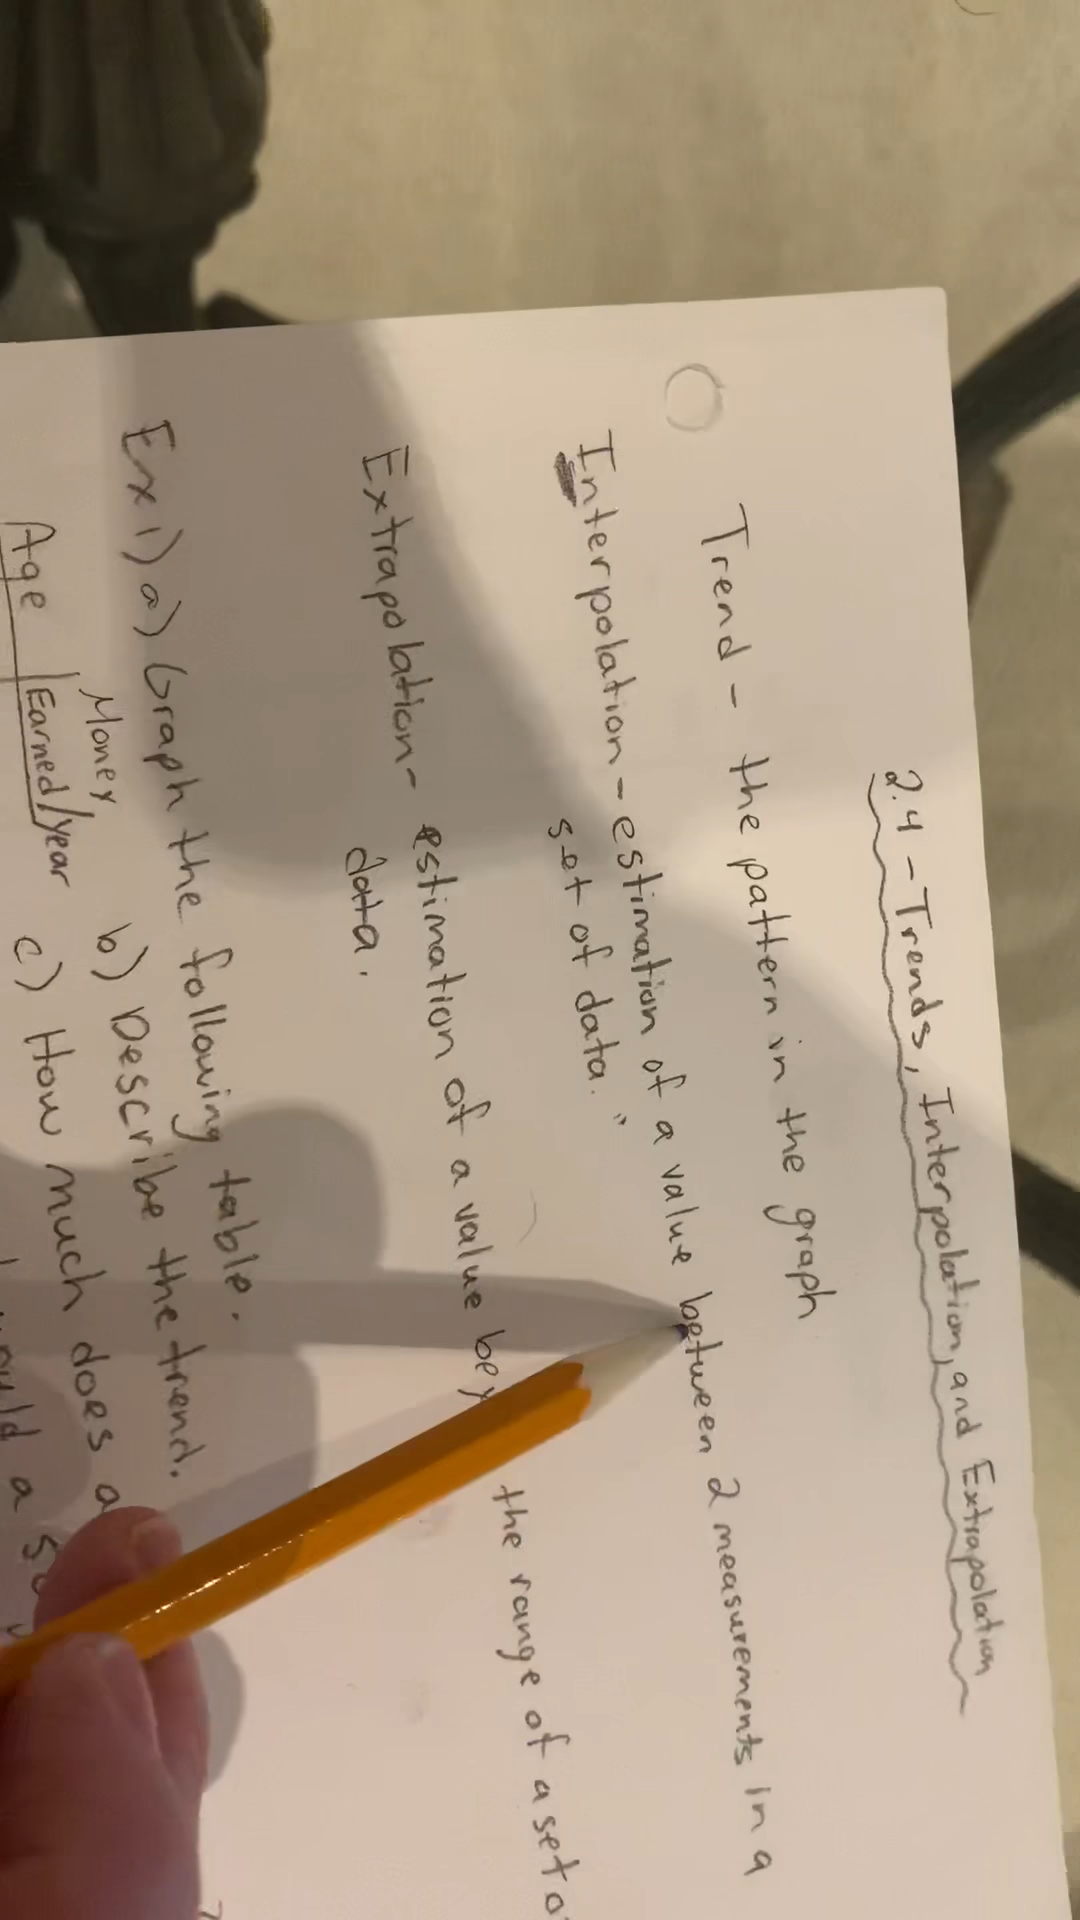 2.4 - Trends, Interpolation, and Extrapolation
Trend - the pattern in the graph
Interpolation - estimation of a value between 2 measurements in a
set of data.
Extrapolation - estimation of a value bey the range of a set o
data.
Ex 1) a) Graph the following table.
Money b) Describe the trend.
Age Earned/year c) How much does a
a